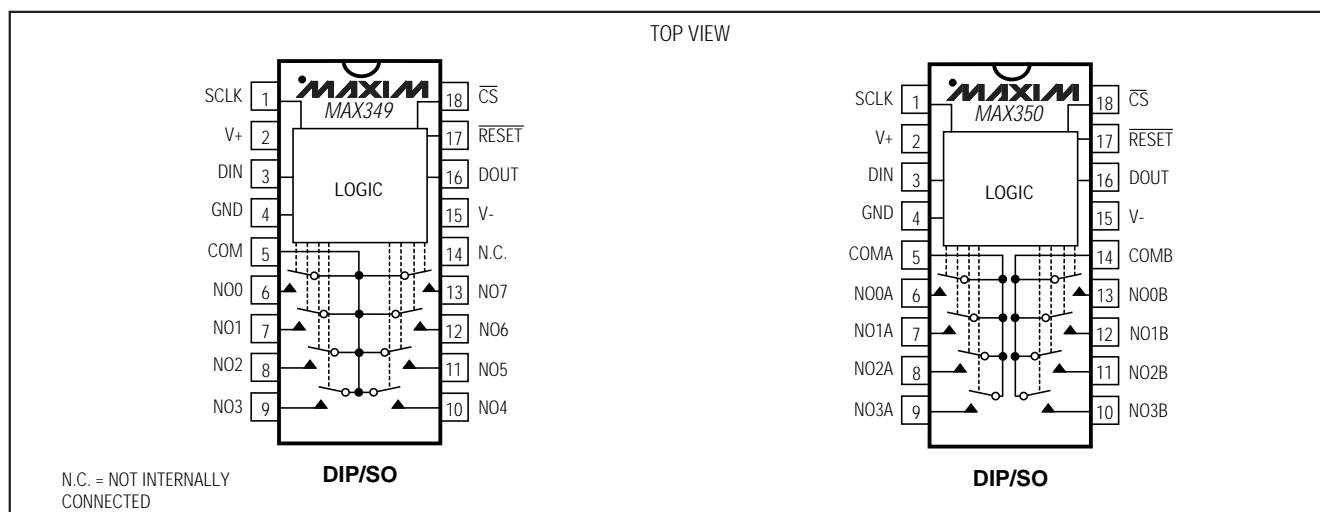 TOP VIEW
MAXIM
MAX349
SCLK 1
V+ 2
DIN 3
GND 4
COM 5
NO0 6
NO1 7
NO2 8
NO3 9
18 C̅S̅
17 R̅E̅S̅E̅T̅
16 DOUT
15 V-
14 N.C.
13 NO7
12 NO6
11 NO5
10 NO4
LOGIC
DIP/SO
N.C. = NOT INTERNALLY
CONNECTED
MAXIM
MAX350
SCLK 1
V+ 2
DIN 3
GND 4
COMA 5
NO0A 6
NO1A 7
NO2A 8
NO3A 9
18 C̅S̅
17 R̅E̅S̅E̅T̅
16 DOUT
15 V-
14 COMB
13 NO0B
12 NO1B
11 NO2B
10 NO3B
LOGIC
DIP/SO